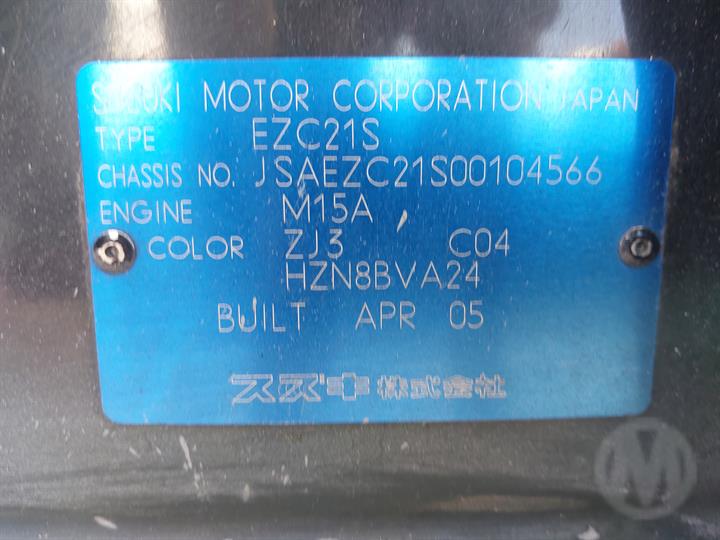 SUZUKI MOTOR CORPORATION JAPAN
TYPE EZC21S
CHASSIS NO. JSAEZC21S00104566
ENGINE M15A,
COLOR ZJ3 C04
HZN8BVA24
BUILT APR 05
スズキ株式会社
M